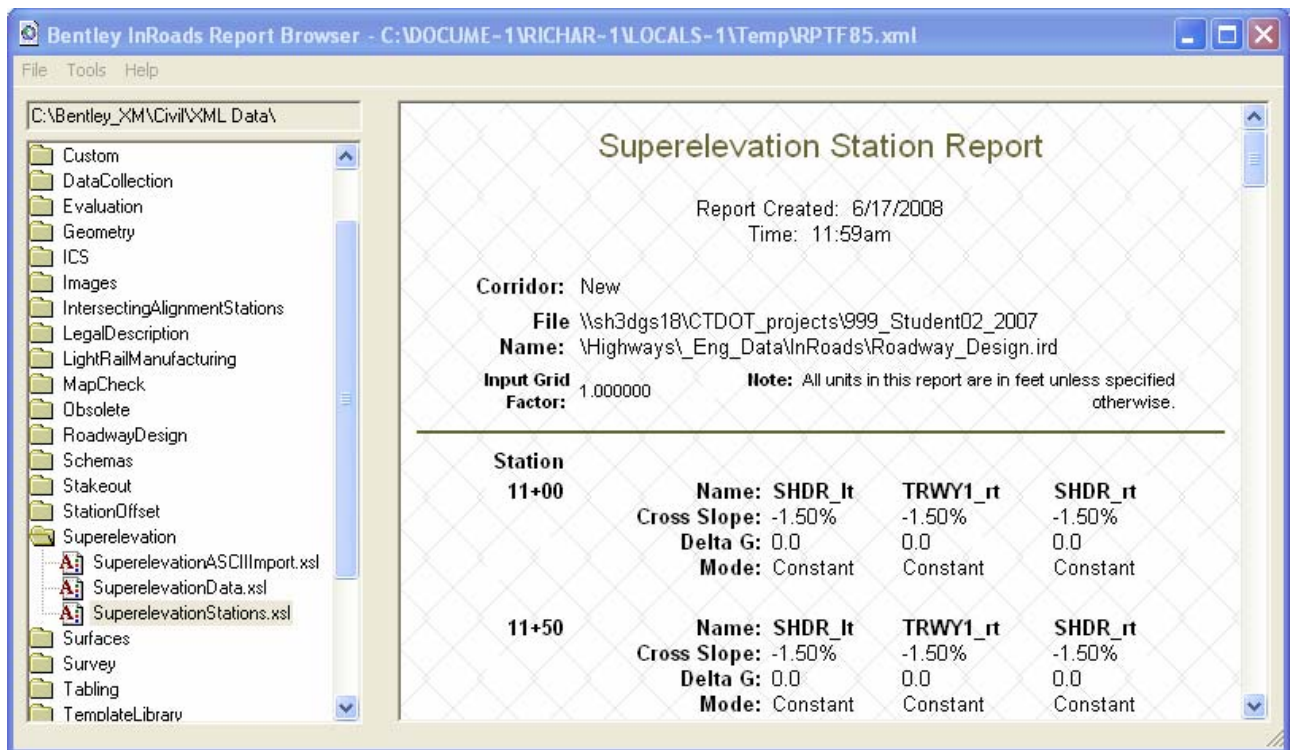 Bentley InRoads Report Browser - C:\DOCUME~1\RICHAR~1\LOCALS~1\Temp\RPTF85.xml
File Tools Help
C:\Bentley_XM\Civil\XML Data\
Custom
DataCollection
Evaluation
Geometry
ICS
Images
IntersectingAlignmentStations
LegalDescription
LightRailManufacturing
MapCheck
Obsolete
RoadwayDesign
Schemas
Stakeout
StationOffset
Superelevation
SuperelevationASCIIImport.xsl
SuperelevationData.xsl
SuperelevationStations.xsl
Surfaces
Survey
Tabling
TemplateLibrary
Superelevation Station Report
Report Created: 6/17/2008
Time: 11:59am
Corridor: New
File \\sh3dgs18\CTDOT_projects\999_Student02_2007
Name: \Highways\_Eng_Data\InRoads\Roadway_Design.ird
Input Grid Factor: 1.000000
Note: All units in this report are in feet unless specified
otherwise.
Station
11+00 Name: SHDR_lt TRWY1_rt SHDR_rt
Cross Slope: -1.50% -1.50% -1.50%
Delta G: 0.0 0.0 0.0
Mode: Constant Constant Constant
11+50 Name: SHDR_lt TRWY1_rt SHDR_rt
Cross Slope: -1.50% -1.50% -1.50%
Delta G: 0.0 0.0 0.0
Mode: Constant Constant Constant